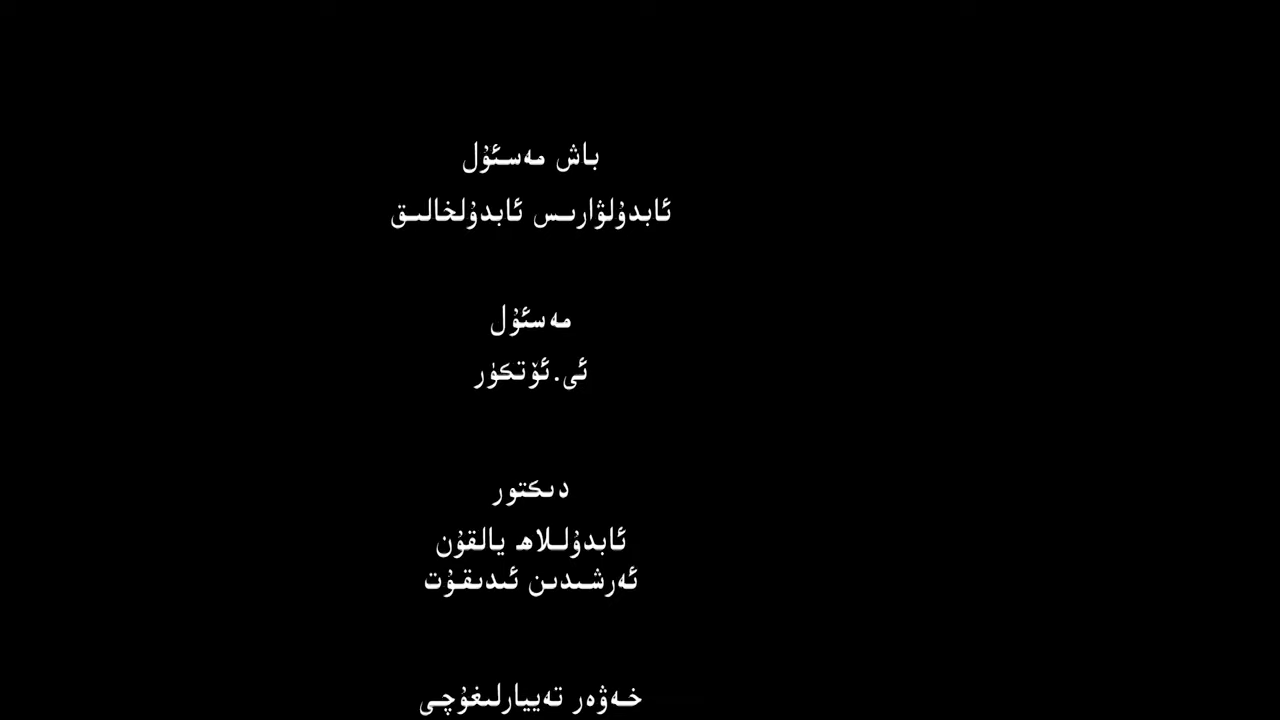 باش مەسئۇل
ئابدۇلۋارىس ئابدۇلخالىق
مەسئۇل
ئى.ئۆتكۈر
دىكتور
ئابدۇللاھ يالقۇن
ئەرشىدىن ئىدىقۇت
خەۋەر تەييارلىغۇچى